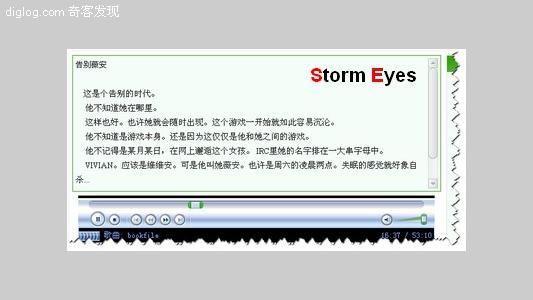 diglog.com 奇客发现
告别薇安
Storm Eyes
这是个告别的时代。
他不知道她在哪里。
这样也好。也许她就会随时出现。这个游戏一开始就如此容易沉沦。
他不知道是游戏本身。还是因为这仅仅是他和她之间的游戏。
他不记得是某月某日，在网上邂逅这个女孩。IRC里她的名字排在一大串字母中。
VIVIAN。应该是维维安。可是他叫她薇安。也许是周六的凌晨两点。失眠的感觉就好象自
杀...
歌曲: bookfile
16:37 / 53:10